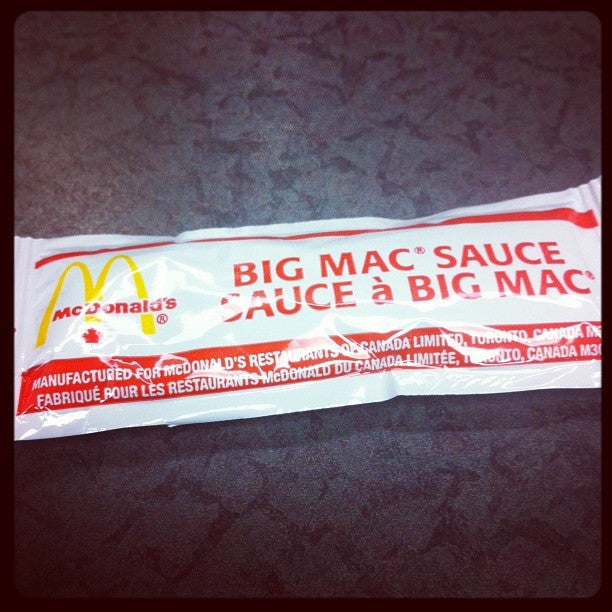 McDonald's®
BIG MAC® SAUCE
SAUCE à BIG MAC®
MANUFACTURED FOR McDONALD'S RESTAURANTS OF CANADA LIMITED, TORONTO, CANADA
FABRIQUÉ POUR LES RESTAURANTS McDONALD DU CANADA LIMITÉE, TORONTO, CANADA